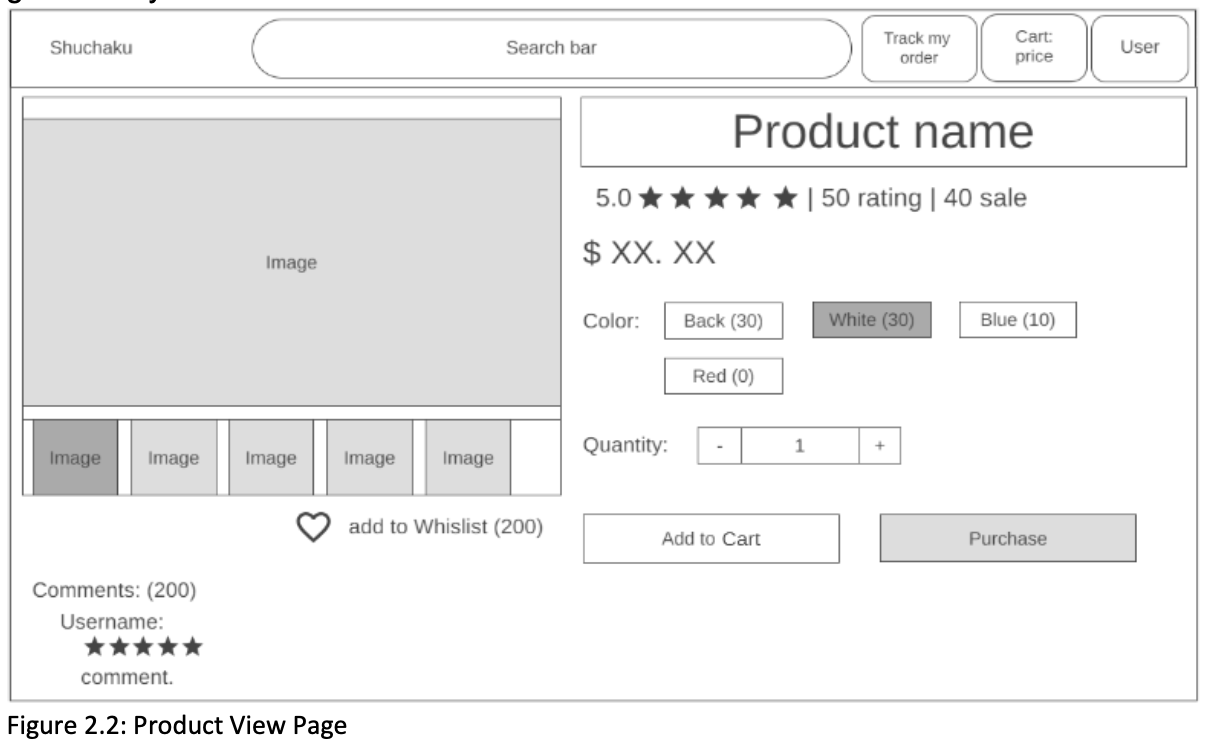 Shuchaku
Search bar
Track my
order
Cart:
price
User
Image
Image
Image
Image
Image
Image
add to Whislist (200)
Product name
5.0 ★ ★ ★ ★ ★ | 50 rating | 40 sale
$ XX. XX
Color:
Back (30)
White (30)
Blue (10)
Red (0)
Quantity:
-
1
+
Add to Cart
Purchase
Comments: (200)
Username:
★★★★★
comment.
Figure 2.2: Product View Page